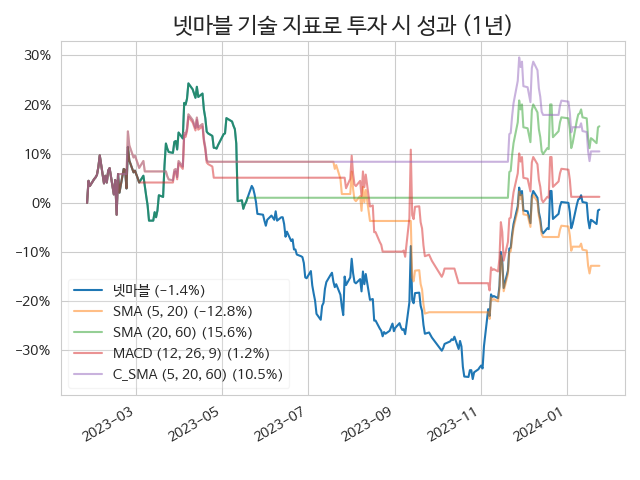 넷마블 기술 지표로 투자 시 성과 (1년)
30%
20%
10%
0%
−10%
−20%
−30%
넷마블 (−1.4%)
SMA (5, 20) (−12.8%)
SMA (20, 60) (15.6%)
MACD (12, 26, 9) (1.2%)
C_SMA (5, 20, 60) (10.5%)
2023−03
2023−05
2023−07
2023−09
2023−11
2024−01